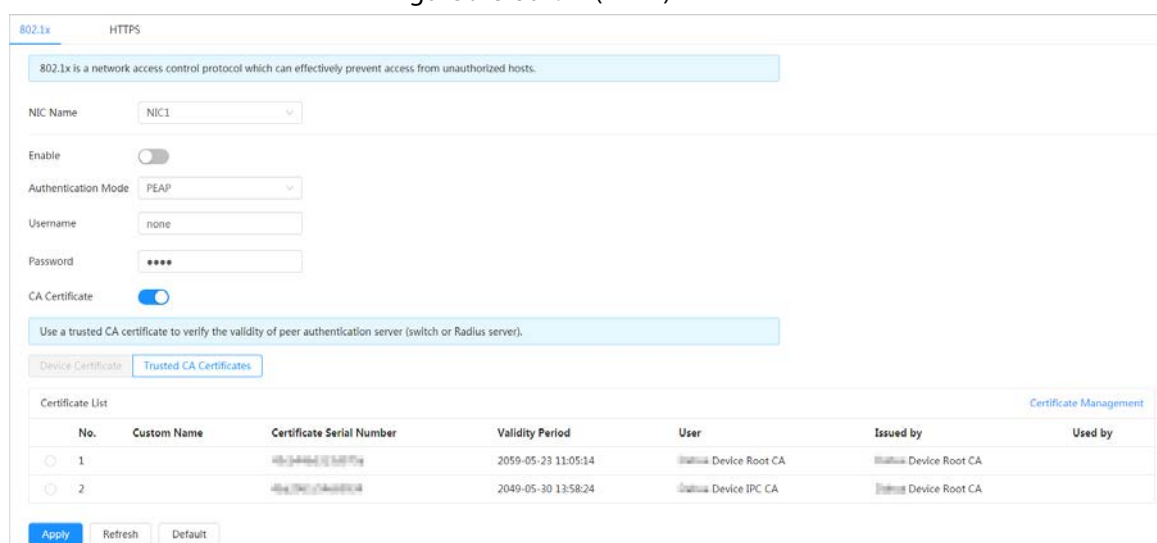 802.1x HTTPS
802.1x is a network access control protocol which can effectively prevent access from unauthorized hosts.
NIC Name NIC1
Enable
Authentication Mode PEAP
Username none
Password ••••
CA Certificate
Use a trusted CA certificate to verify the validity of peer authentication server (switch or Radius server).
Device Certificate Trusted CA Certificates
Certificate List Certificate Management
No. Custom Name Certificate Serial Number Validity Period User Issued by Used by
1 2059-05-23 11:05:14 Device Root CA Device Root CA
2 2049-05-30 13:58:24 Device IPC CA Device Root CA
Apply Refresh Default